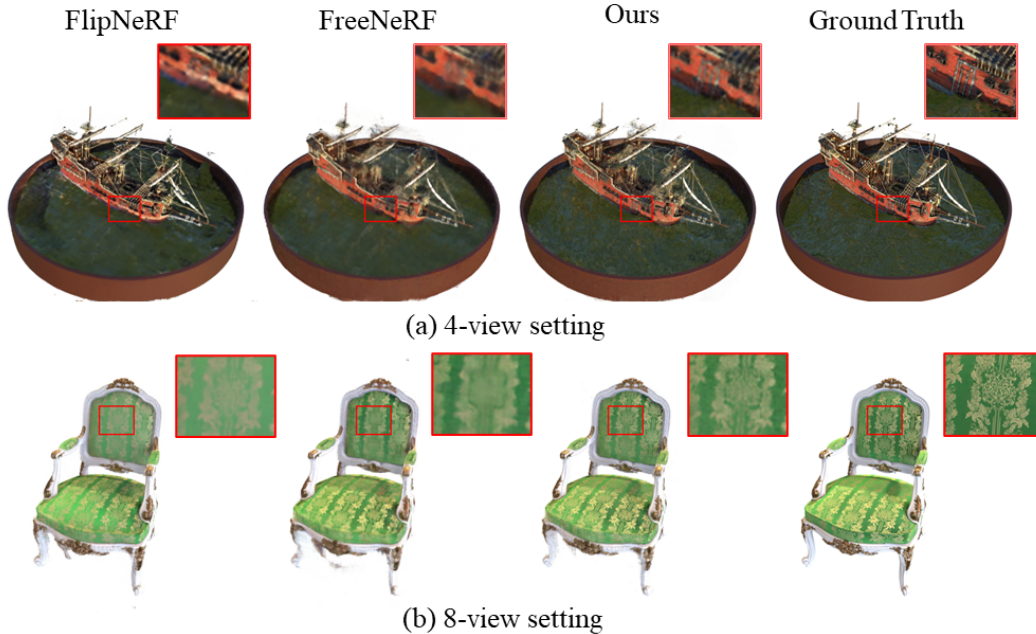 FlipNeRF FreeNeRF Ours Ground Truth
(a) 4-view setting
(b) 8-view setting